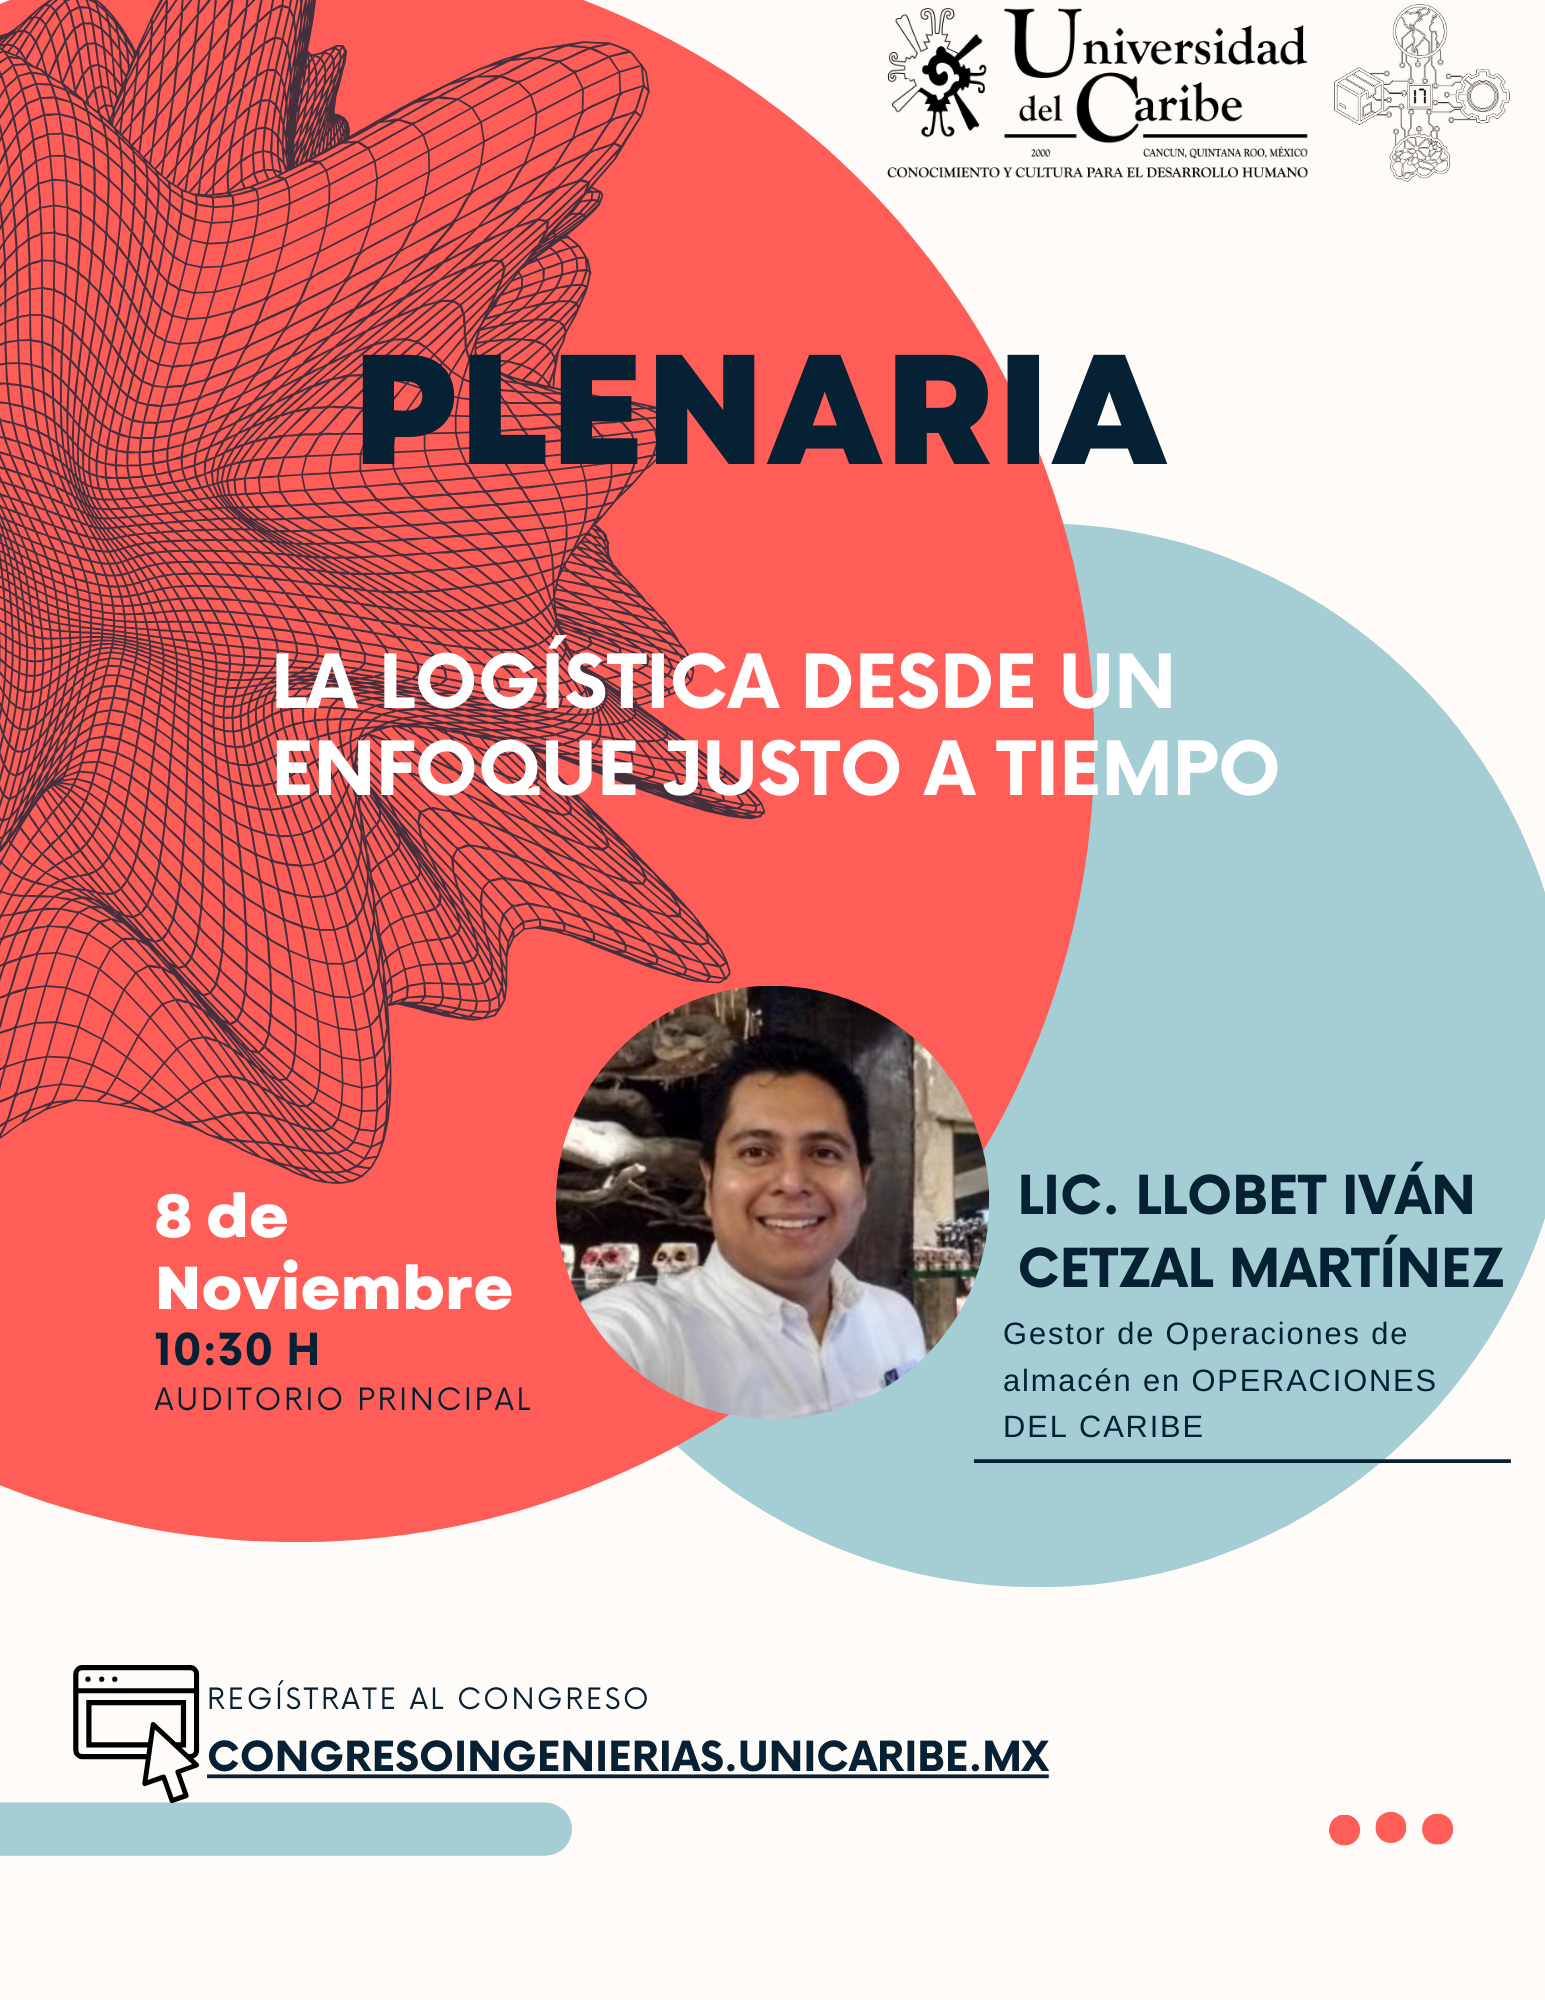 Universidad
del Caribe
2000 CANCUN, QUINTANA ROO, MÉXICO
CONOCIMIENTO Y CULTURA PARA EL DESARROLLO HUMANO
PLENARIA
LA LOGÍSTICA DESDE UN
ENFOQUE JUSTO A TIEMPO
8 de
Noviembre
10:30 H
AUDITORIO PRINCIPAL
LIC. LLOBET IVÁN
CETZAL MARTÍNEZ
Gestor de Operaciones de
almacén en OPERACIONES
DEL CARIBE
REGÍSTRATE AL CONGRESO
CONGRESOINGENIERIAS.UNICARIBE.MX